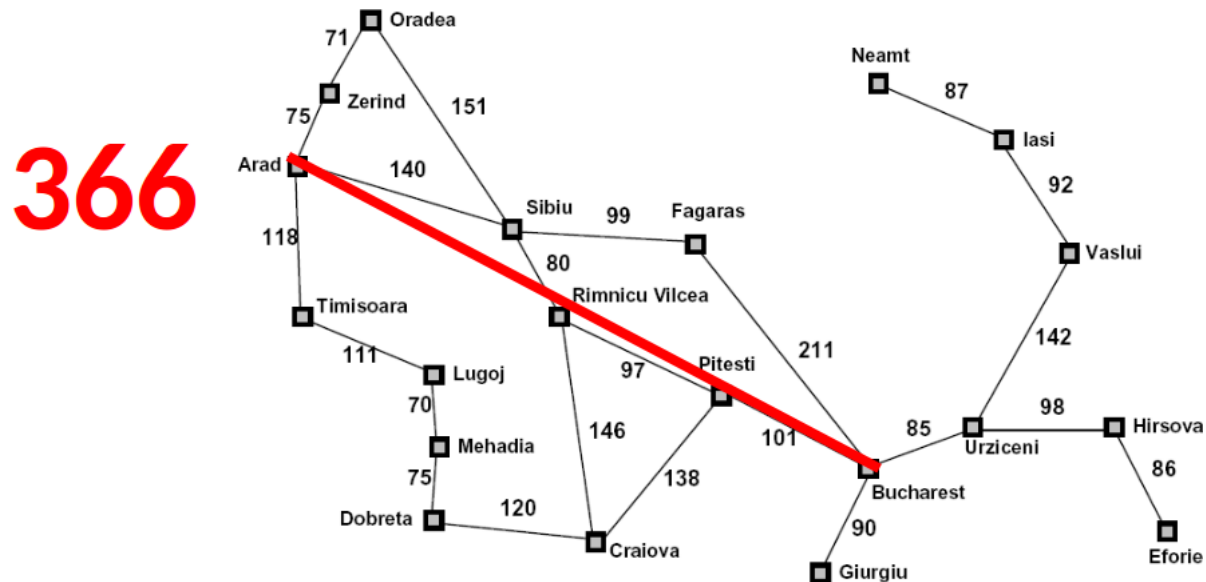 Oradea
71
Neamt
87
Zerind
75
151
Iasi
366
Arad
140
92
Sibiu
99
Fagaras
118
Vaslui
80
Timisoara
Rimnicu Vilcea
142
111
211
Lugoj
97
Pitesti
70
98
Hirsova
146
101
85
Mehadia
Urziceni
75
138
86
Bucharest
120
Dobreta
90
Craiova
Eforie
Giurgiu